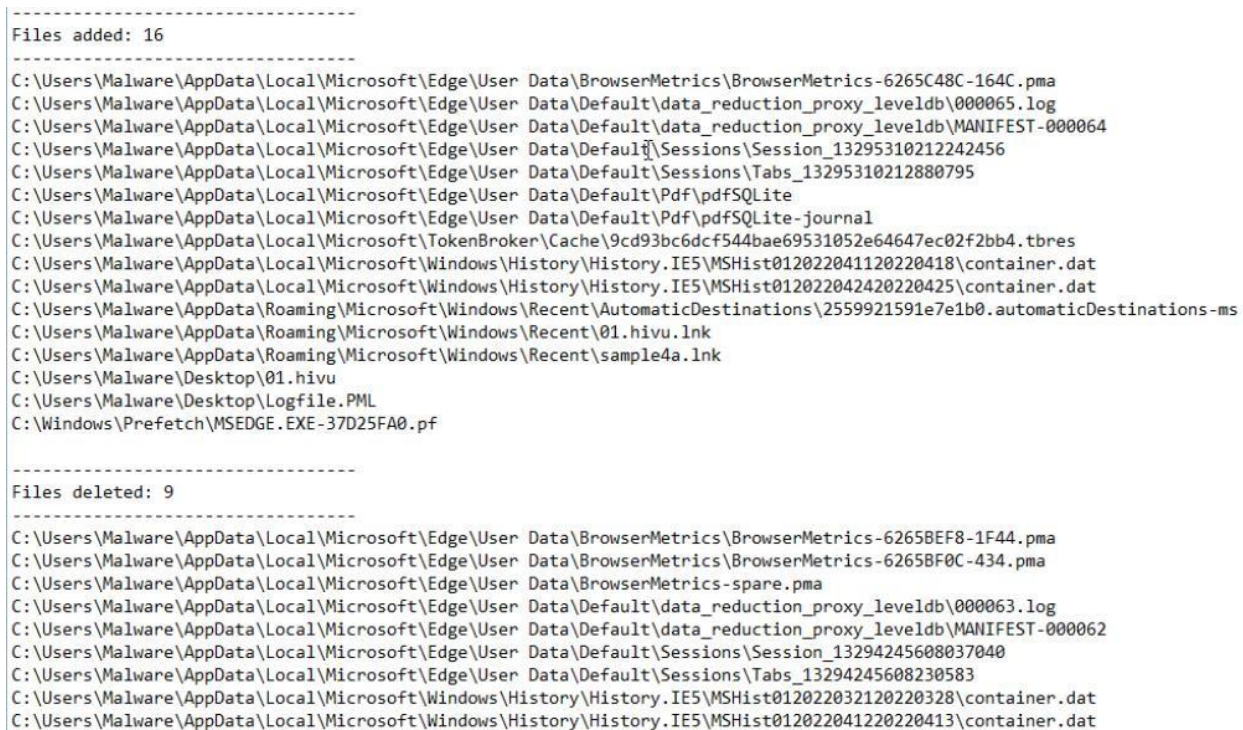 ----------------------------------
Files added: 16
----------------------------------
C:\Users\Malware\AppData\Local\Microsoft\Edge\User Data\BrowserMetrics\BrowserMetrics-6265C48C-164C.pma
C:\Users\Malware\AppData\Local\Microsoft\Edge\User Data\Default\data_reduction_proxy_leveldb\000065.log
C:\Users\Malware\AppData\Local\Microsoft\Edge\User Data\Default\data_reduction_proxy_leveldb\MANIFEST-000064
C:\Users\Malware\AppData\Local\Microsoft\Edge\User Data\Default\Sessions\Session_13295310212242456
C:\Users\Malware\AppData\Local\Microsoft\Edge\User Data\Default\Sessions\Tabs_13295310212880795
C:\Users\Malware\AppData\Local\Microsoft\Edge\User Data\Default\Pdf\pdfSQLite
C:\Users\Malware\AppData\Local\Microsoft\Edge\User Data\Default\Pdf\pdfSQLite-journal
C:\Users\Malware\AppData\Local\Microsoft\TokenBroker\Cache\9cd93bc6dcf544bae69531052e64647ec02f2bb4.tbres
C:\Users\Malware\AppData\Local\Microsoft\Windows\History\History.IE5\MSHist012022041120220418\container.dat
C:\Users\Malware\AppData\Local\Microsoft\Windows\History\History.IE5\MSHist012022042420220425\container.dat
C:\Users\Malware\AppData\Roaming\Microsoft\Windows\Recent\AutomaticDestinations\2559921591e7e1b0.automaticDestinations-ms
C:\Users\Malware\AppData\Roaming\Microsoft\Windows\Recent\01.hivu.lnk
C:\Users\Malware\AppData\Roaming\Microsoft\Windows\Recent\sample4a.lnk
C:\Users\Malware\Desktop\01.hivu
C:\Users\Malware\Desktop\Logfile.PML
C:\Windows\Prefetch\MSEDGE.EXE-37D25FA0.pf
----------------------------------
Files deleted: 9
----------------------------------
C:\Users\Malware\AppData\Local\Microsoft\Edge\User Data\BrowserMetrics\BrowserMetrics-6265BEF8-1F44.pma
C:\Users\Malware\AppData\Local\Microsoft\Edge\User Data\BrowserMetrics\BrowserMetrics-6265BF0C-434.pma
C:\Users\Malware\AppData\Local\Microsoft\Edge\User Data\BrowserMetrics-spare.pma
C:\Users\Malware\AppData\Local\Microsoft\Edge\User Data\Default\data_reduction_proxy_leveldb\000063.log
C:\Users\Malware\AppData\Local\Microsoft\Edge\User Data\Default\data_reduction_proxy_leveldb\MANIFEST-000062
C:\Users\Malware\AppData\Local\Microsoft\Edge\User Data\Default\Sessions\Session_13294245608037040
C:\Users\Malware\AppData\Local\Microsoft\Edge\User Data\Default\Sessions\Tabs_13294245608230583
C:\Users\Malware\AppData\Local\Microsoft\Windows\History\History.IE5\MSHist012022032120220328\container.dat
C:\Users\Malware\AppData\Local\Microsoft\Windows\History\History.IE5\MSHist012022041220220413\container.dat